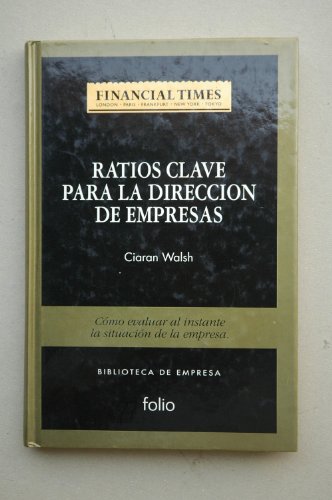 FINANCIAL TIMES
LONDON · PARIS · FRANKFURT · NEW YORK · TOKYO
RATIOS CLAVE
PARA LA DIRECCION
DE EMPRESAS
Ciaran Walsh
Cómo evaluar al instante
la situación de la empresa.
BIBLIOTECA DE EMPRESA
folio